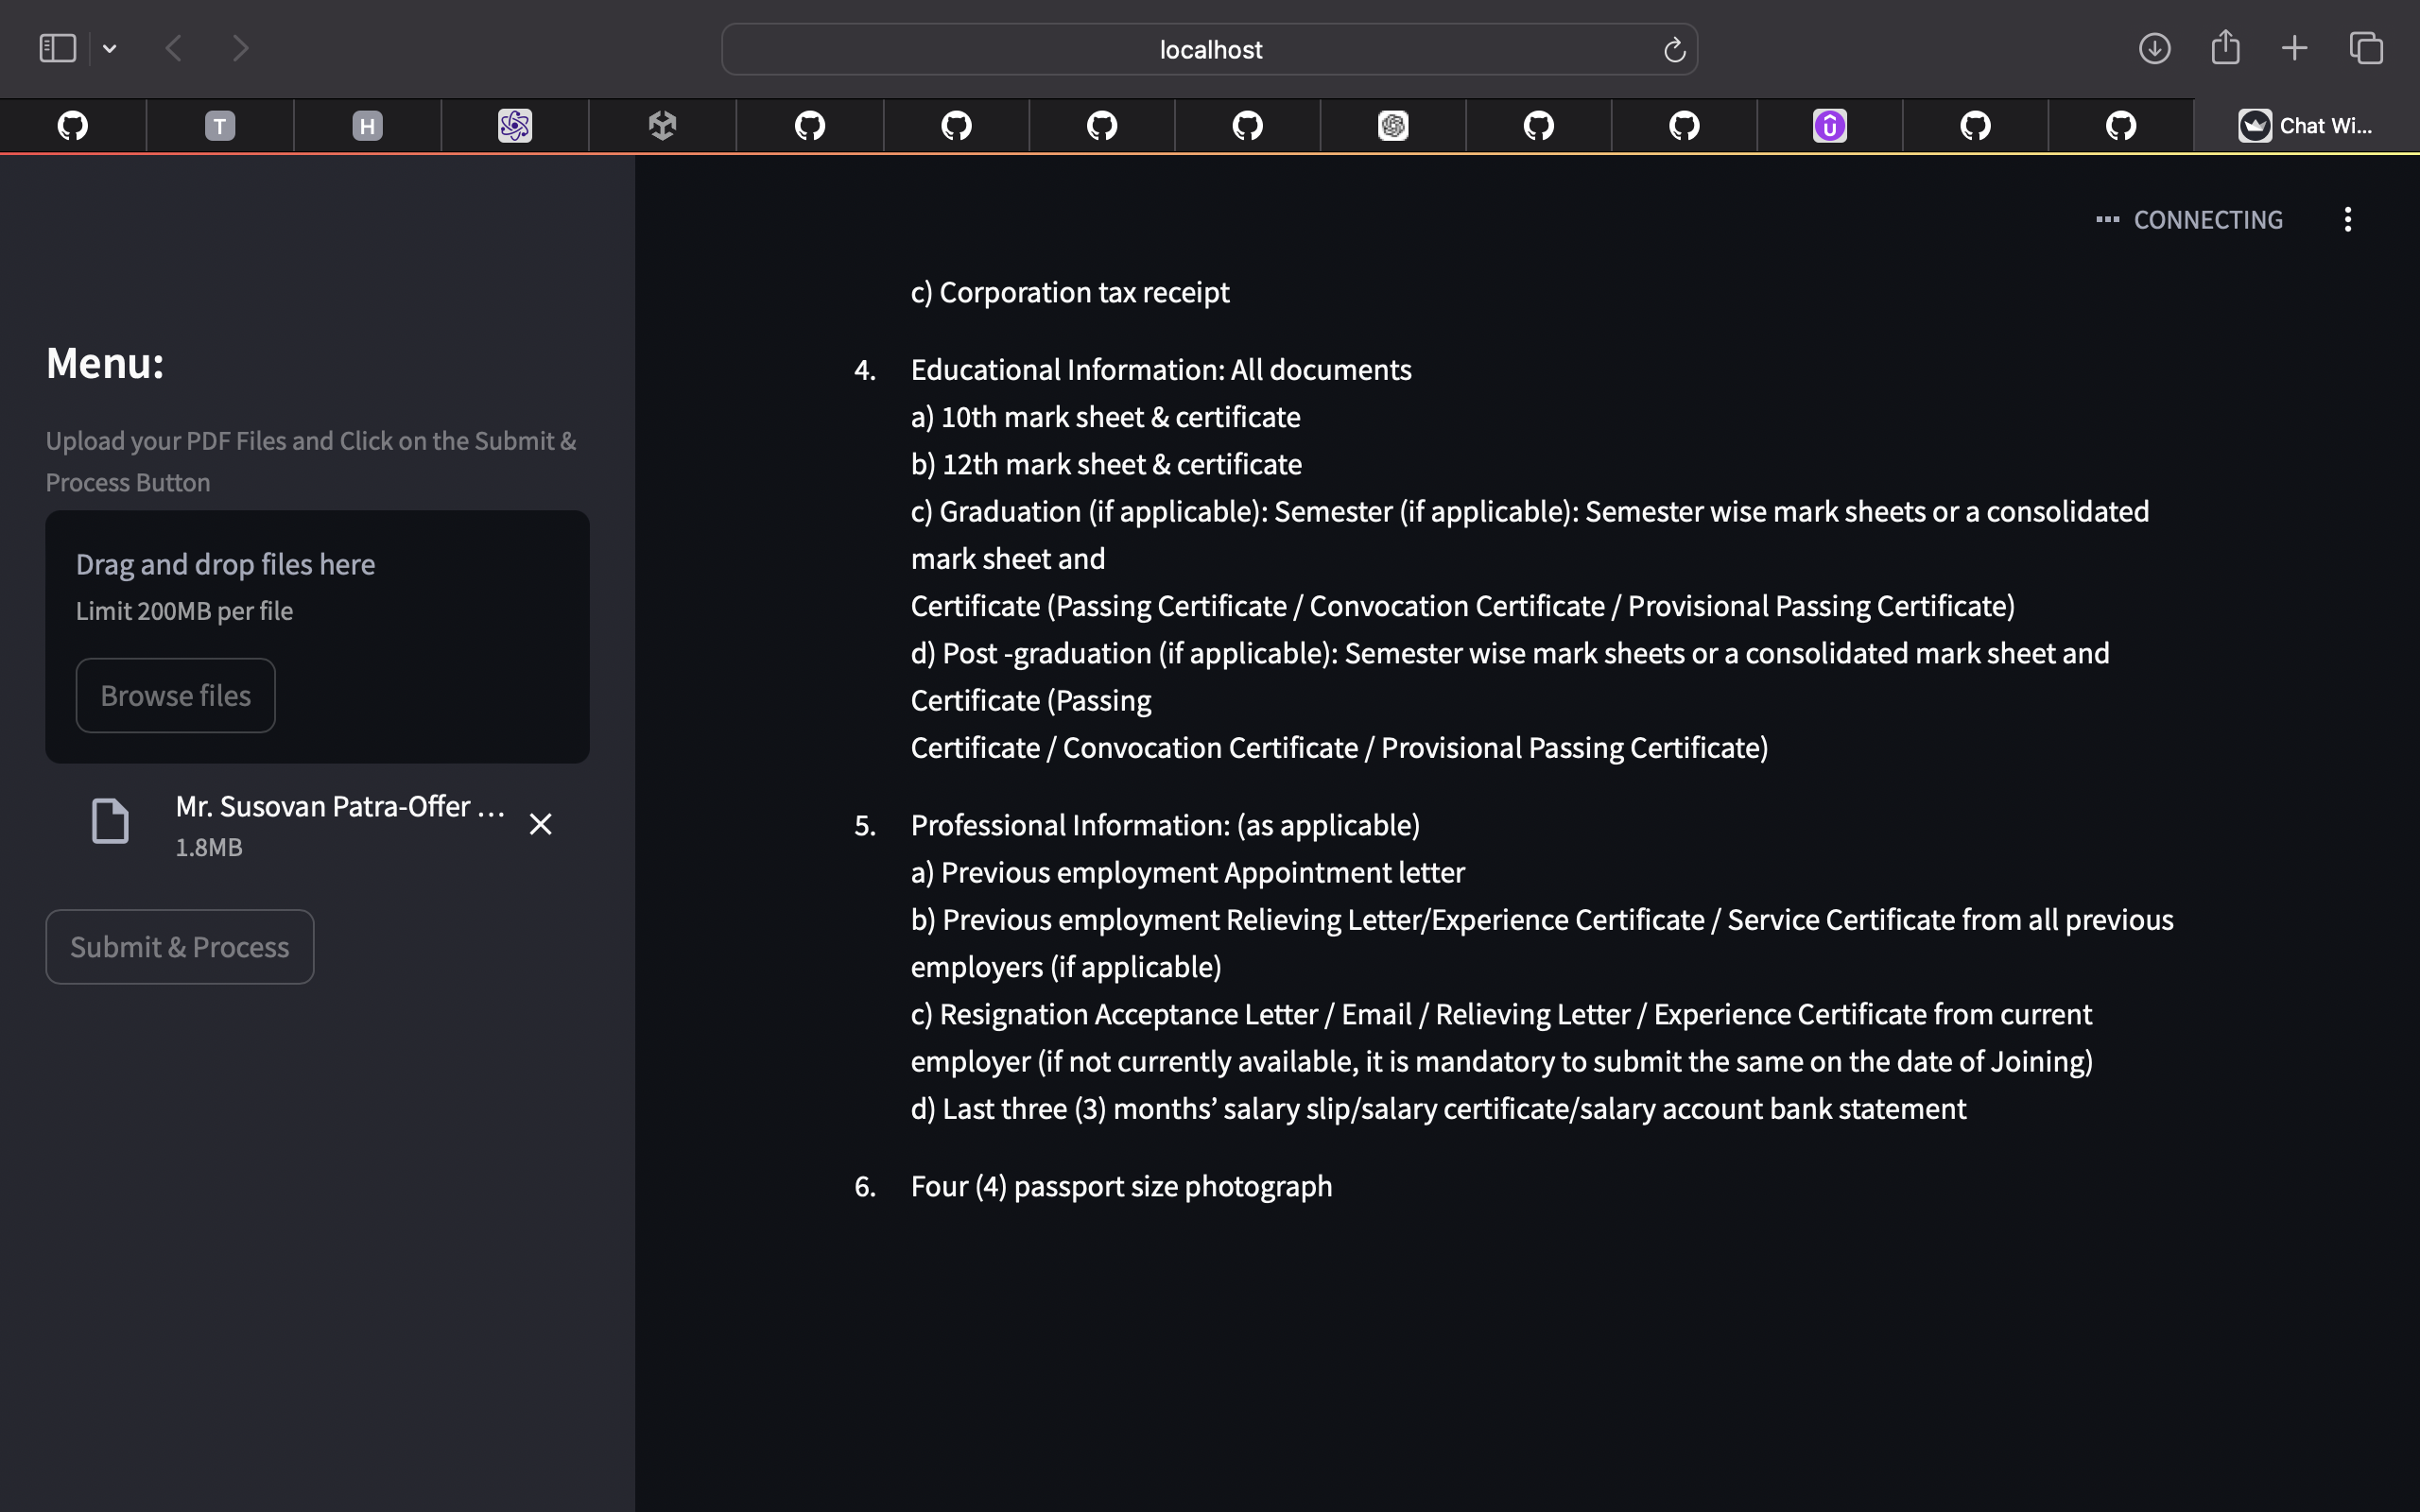 localhost
T
H
Chat Wi...
CONNECTING
Menu:
Upload your PDF Files and Click on the Submit &
Process Button
Drag and drop files here
Limit 200MB per file
Browse files
Mr. Susovan Patra-Offer ...
1.8MB
Submit & Process
c) Corporation tax receipt
4. Educational Information: All documents
a) 10th mark sheet & certificate
b) 12th mark sheet & certificate
c) Graduation (if applicable): Semester (if applicable): Semester wise mark sheets or a consolidated
mark sheet and
Certificate (Passing Certificate / Convocation Certificate / Provisional Passing Certificate)
d) Post -graduation (if applicable): Semester wise mark sheets or a consolidated mark sheet and
Certificate (Passing
Certificate / Convocation Certificate / Provisional Passing Certificate)
5. Professional Information: (as applicable)
a) Previous employment Appointment letter
b) Previous employment Relieving Letter/Experience Certificate / Service Certificate from all previous
employers (if applicable)
c) Resignation Acceptance Letter / Email / Relieving Letter / Experience Certificate from current
employer (if not currently available, it is mandatory to submit the same on the date of Joining)
d) Last three (3) months’ salary slip/salary certificate/salary account bank statement
6. Four (4) passport size photograph